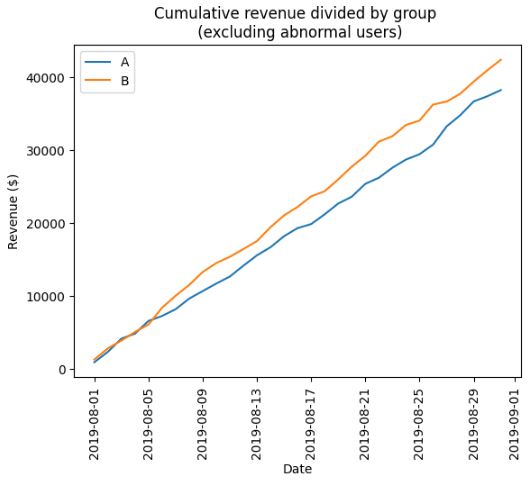 Cumulative revenue divided by group
(excluding abnormal users)
A
B
40000
30000
20000
10000
0
Revenue ($)
2019-08-01
2019-08-05
2019-08-09
2019-08-13
2019-08-17
2019-08-21
2019-08-25
2019-08-29
2019-09-01
Date